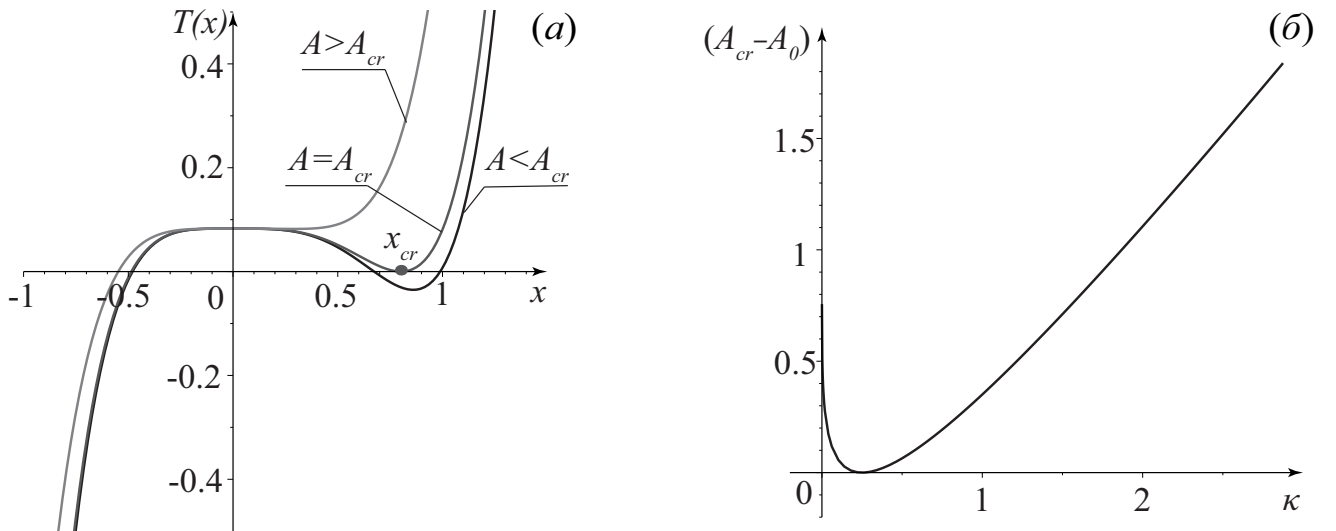 T(x)
(а)
A>A_cr
0.4
A=A_cr
A<A_cr
0.2
x_cr
-1
-0.5
0
0.5
1
x
-0.2
-0.4
(A_cr–A_0)
(б)
1.5
1
0.5
0
1
2
κ